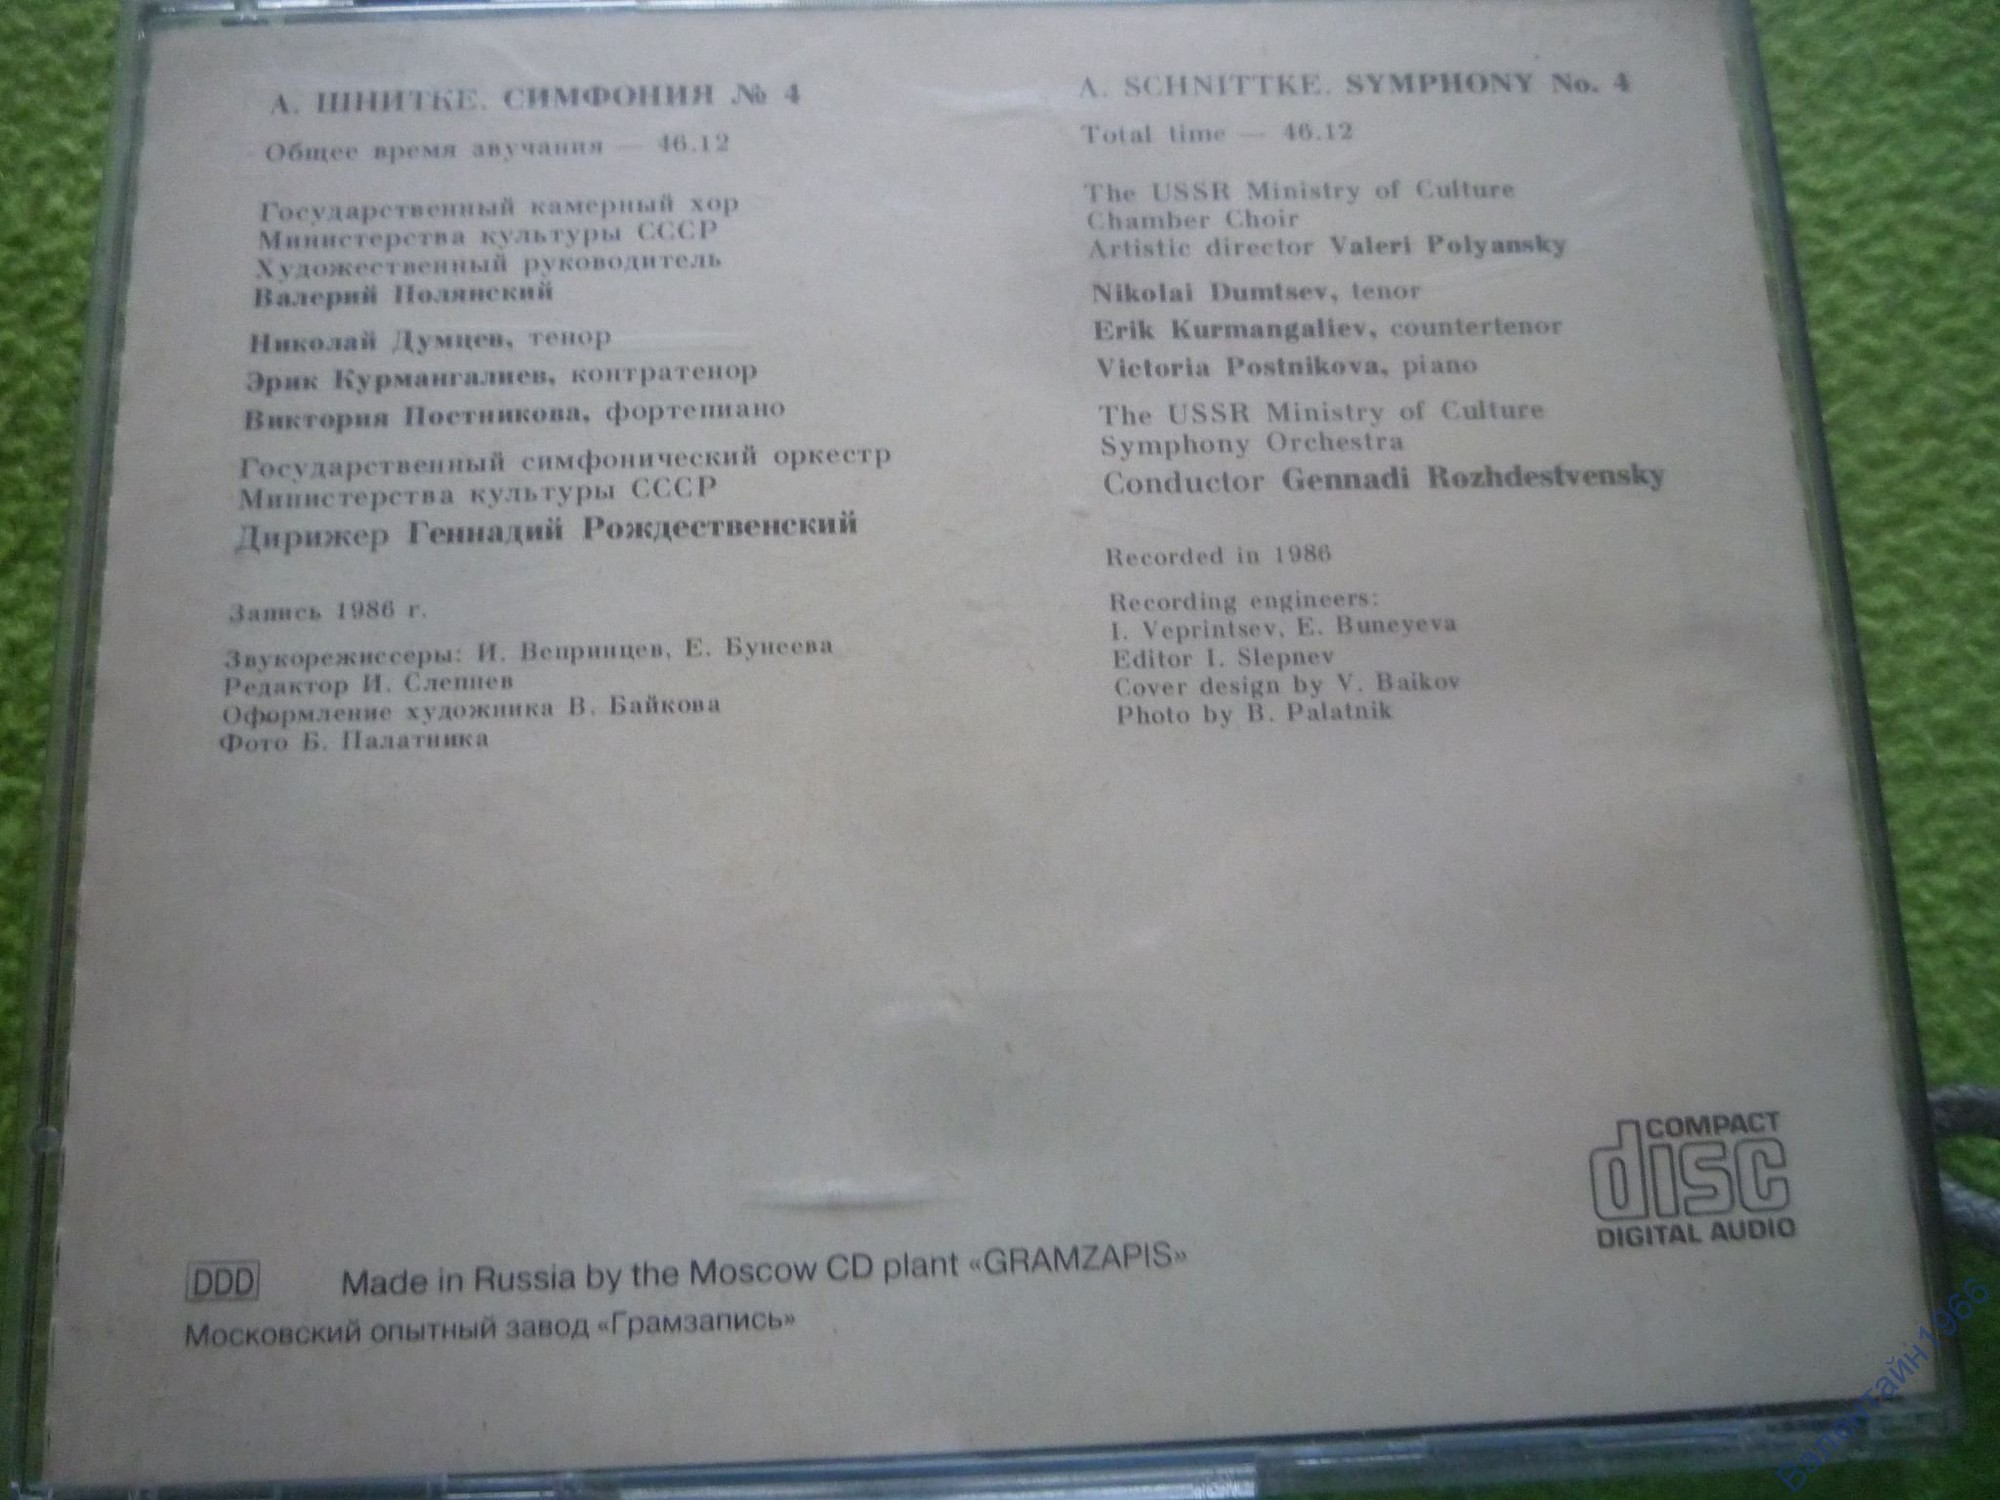 А. ШНИТКЕ. СИМФОНИЯ № 4
Общее время звучания — 46.12
Государственный камерный хор
Министерства культуры СССР
Художественный руководитель
Валерий Полянский
Николай Думцев, тенор
Эрик Курмангалиев, контратенор
Виктория Постникова, фортепиано
Государственный симфонический оркестр
Министерства культуры СССР
Дирижер Геннадий Рождественский
Запись 1986 г.
Звукорежиссеры: И. Вепринцев, Е. Бунеева
Редактор И. Слепнев
Оформление художника В. Байкова
Фото Б. Палатника
A. SCHNITTKE. SYMPHONY No. 4
Total time — 46.12
The USSR Ministry of Culture
Chamber Choir
Artistic director Valeri Polyansky
Nikolai Dumtsev, tenor
Erik Kurmangaliev, countertenor
Victoria Postnikova, piano
The USSR Ministry of Culture
Symphony Orchestra
Conductor Gennadi Rozhdestvensky
Recorded in 1986
Recording engineers:
I. Veprintsev, E. Buneyeva
Editor I. Slepnev
Cover design by V. Baikov
Photo by B. Palatnik
COMPACT
disc
DIGITAL AUDIO
DDD Made in Russia by the Moscow CD plant «GRAMZAPIS»
Московский опытный завод «Грамзапись»
Валентайн1966